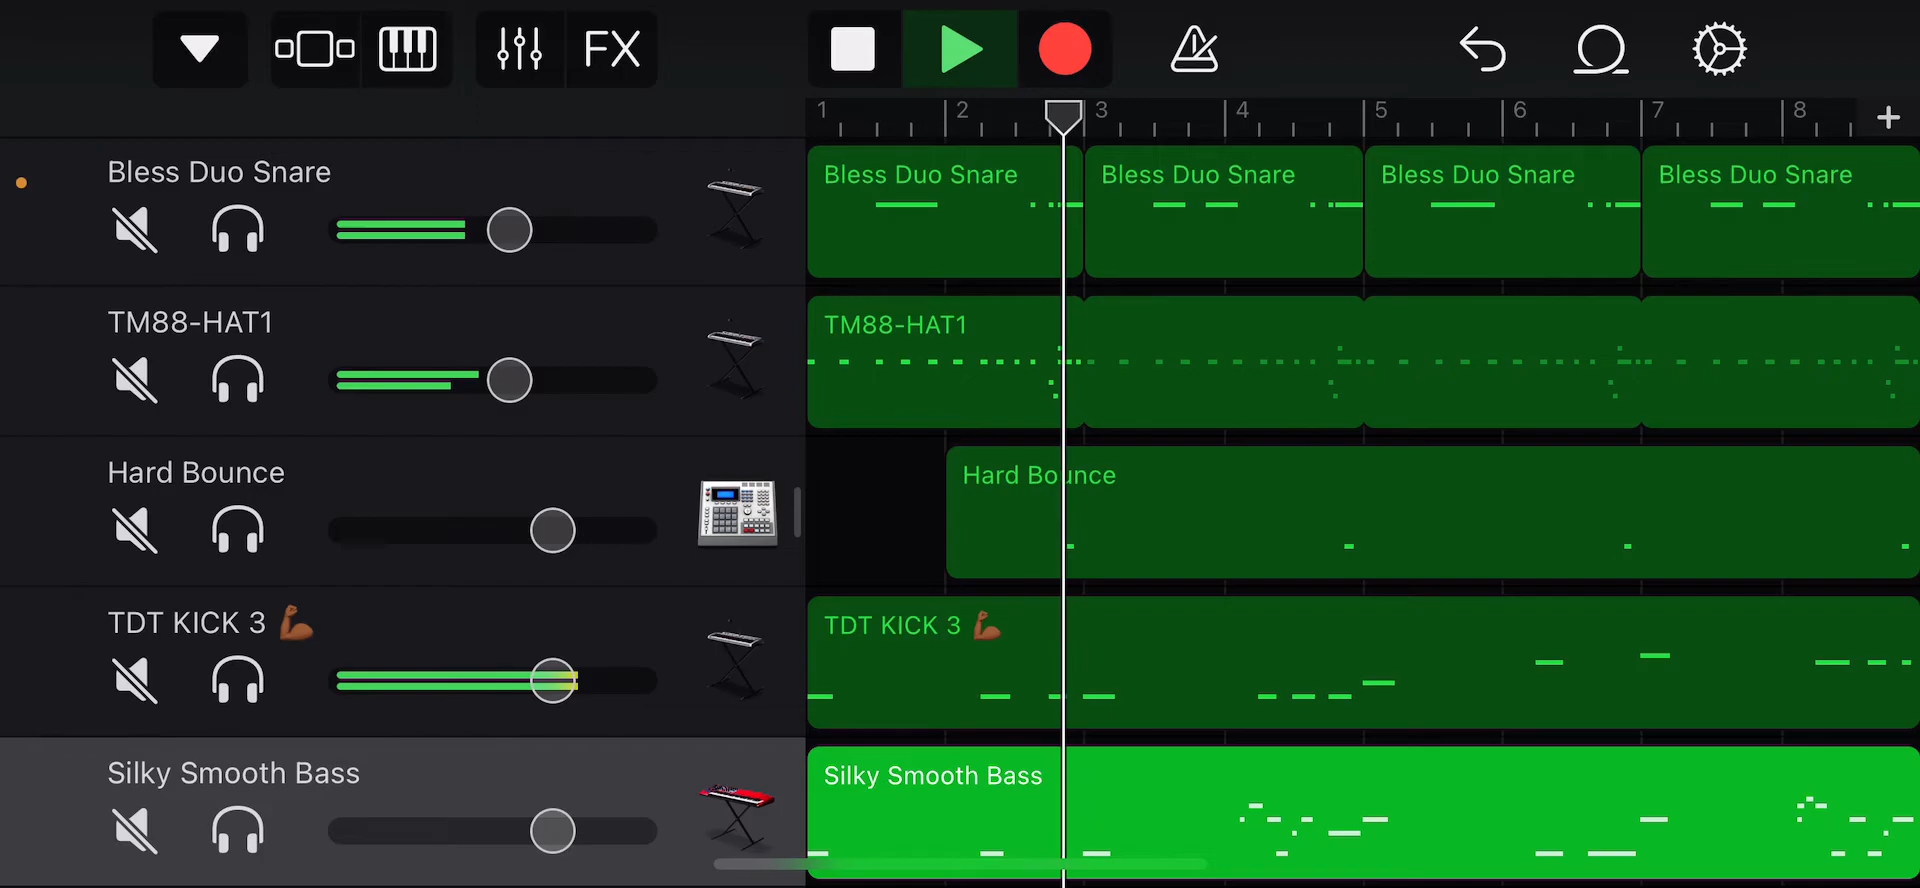 FX
1 2 3 4 5 6 7 8 +
Bless Duo Snare
Bless Duo Snare Bless Duo Snare Bless Duo Snare Bless Duo Snare
TM88-HAT1
TM88-HAT1
Hard Bounce
Hard Bounce
TDT KICK 3 💪🏾
TDT KICK 3 💪🏾
Silky Smooth Bass
Silky Smooth Bass